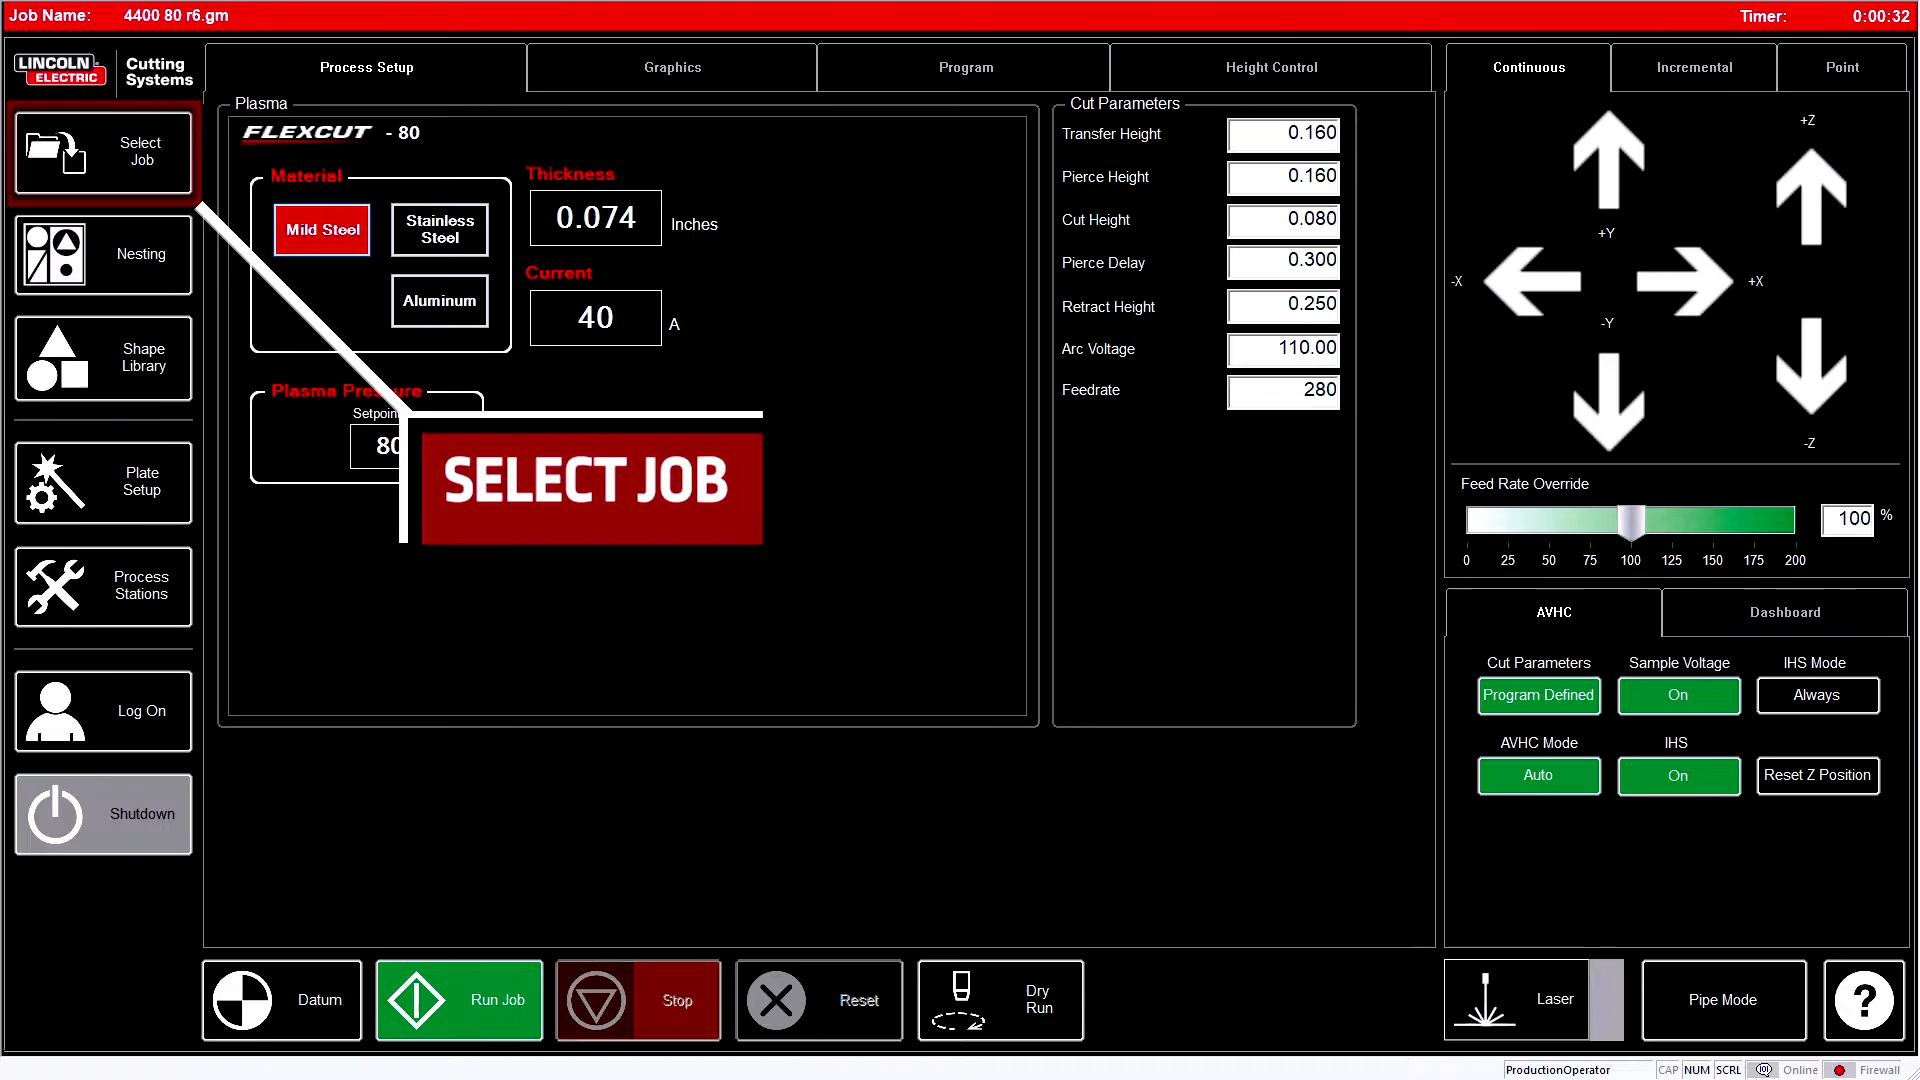 Job Name: 4400 80 r6.gm Timer: 0:00:32
LINCOLN
ELECTRIC
Cutting
Systems
Process Setup Graphics Program Height Control
Continuous Incremental Point
Select
Job
Nesting
Shape
Library
Plate
Setup
Process
Stations
Log On
Shutdown
Plasma
FLEXCUT - 80
Material
Mild Steel
Stainless
Steel
Aluminum
Thickness
0.074 Inches
Current
40 A
Plasma Pressure
Setpoin
80
SELECT JOB
Cut Parameters
Transfer Height 0.160
Pierce Height 0.160
Cut Height 0.080
Pierce Delay 0.300
Retract Height 0.250
Arc Voltage 110.00
Feedrate 280
+Z
+Y
-X +X
-Y
-Z
Feed Rate Override
100 %
0 25 50 75 100 125 150 175 200
AVHC Dashboard
Cut Parameters Sample Voltage IHS Mode
Program Defined On Always
AVHC Mode IHS
Auto On Reset Z Position
Datum
Run Job
Stop
Reset
Dry
Run
Laser
Pipe Mode
?
ProductionOperator CAP NUM SCRL Online Firewall